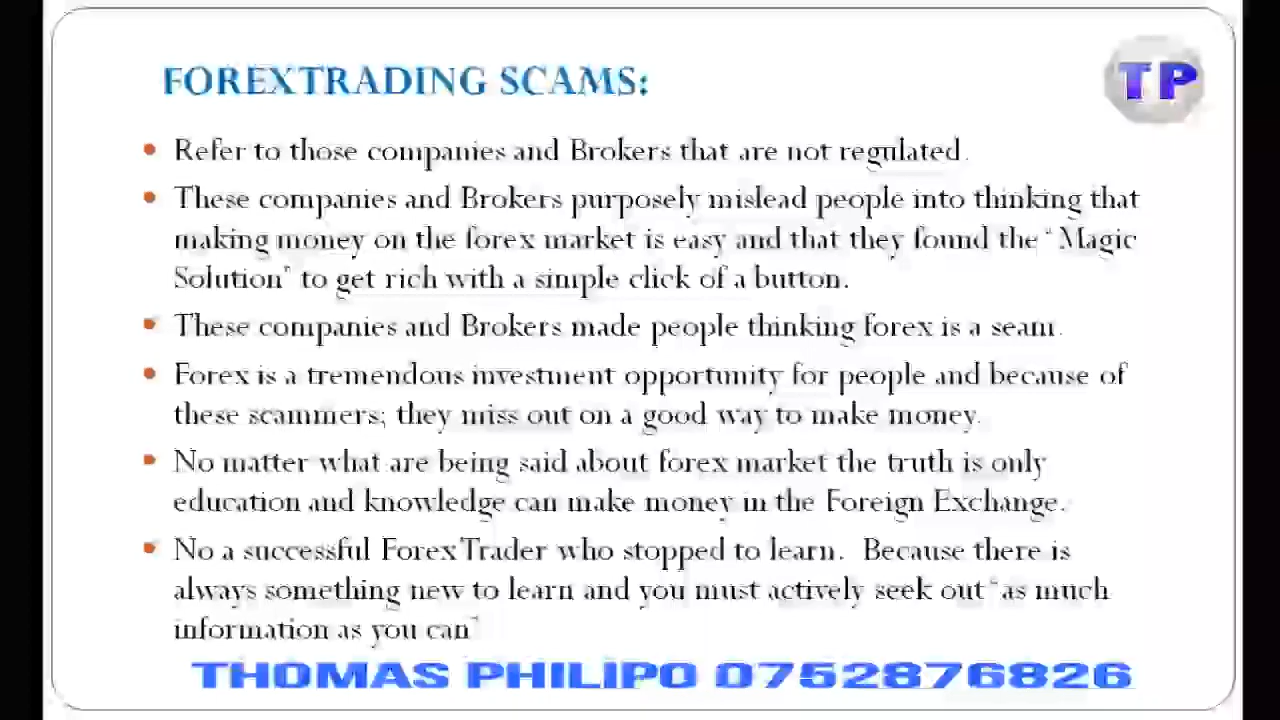 FOREX TRADING SCAMS:
TP
• Refer to those companies and Brokers that are not regulated.
• These companies and Brokers purposely mislead people into thinking that
making money on the forex market is easy and that they found the "Magic
Solution" to get rich with a simple click of a button.
• These companies and Brokers made people thinking forex is a scam.
• Forex is a tremendous investment opportunity for people and because of
these scammers; they miss out on a good way to make money.
• No matter what are being said about forex market the truth is only
education and knowledge can make money in the Foreign Exchange.
• No a successful Forex Trader who stopped to learn. Because there is
always something new to learn and you must actively seek out "as much
information as you can"
THOMAS PHILIPO 0752876826